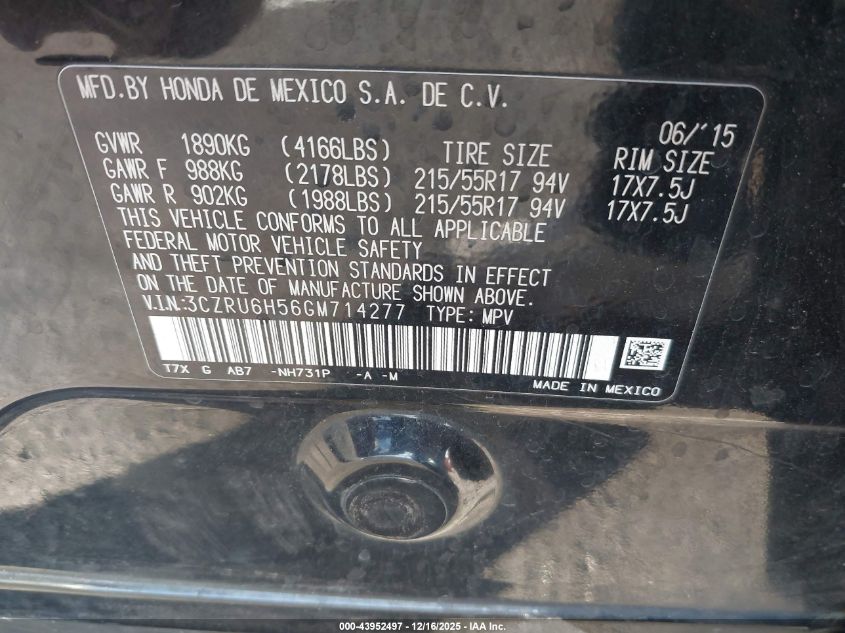 MFD.BY HONDA DE MEXICO S.A. DE C.V.
06/'15
GVWR 1890KG (4166LBS) TIRE SIZE RIM SIZE
GAWR F 988KG (2178LBS) 215/55R17 94V 17X7.5J
GAWR R 902KG (1988LBS) 215/55R17 94V 17X7.5J
THIS VEHICLE CONFORMS TO ALL APPLICABLE
FEDERAL MOTOR VEHICLE SAFETY
AND THEFT PREVENTION STANDARDS IN EFFECT
ON THE DATE OF MANUFACTURE SHOWN ABOVE.
V.I.N.:3CZRU6H56GM714277 TYPE: MPV
T7X G AB7 -NH731P -A -M
MADE IN MEXICO
000-43952497 - 12/16/2025 - IAA Inc.